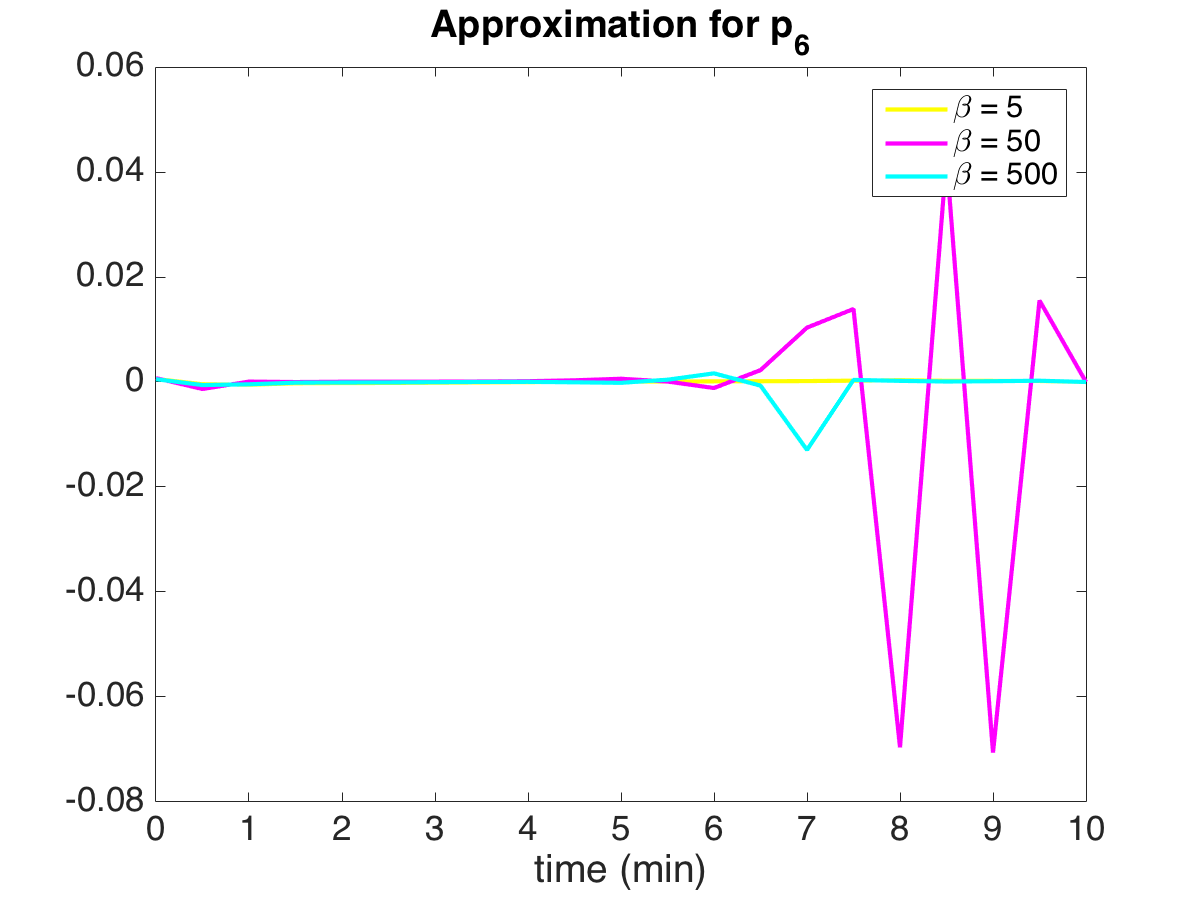 Approximation for p6
0.06
0.04
0.02
0
-0.02
-0.04
-0.06
-0.08
β = 5
β = 50
β = 500
0 1 2 3 4 5 6 7 8 9 10
time (min)